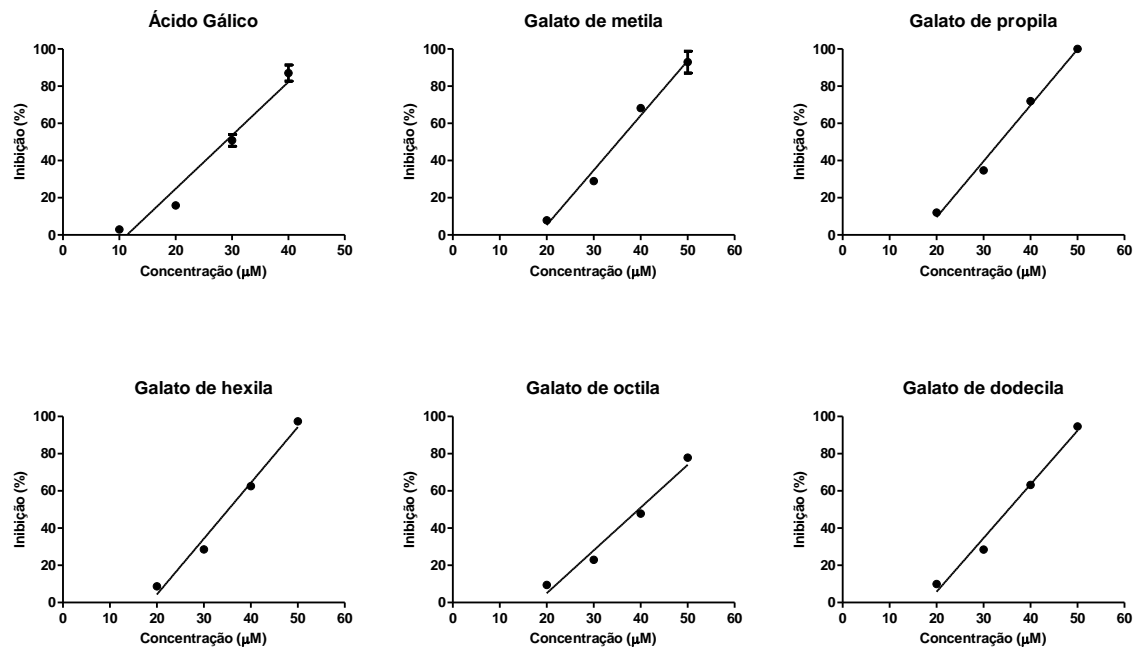 Ácido Gálico
Inibição (%)
100
80
60
40
20
0
0 10 20 30 40 50
Concentração (µM)
Galato de metila
Inibição (%)
100
80
60
40
20
0
0 10 20 30 40 50 60
Concentração (µM)
Galato de propila
Inibição (%)
100
80
60
40
20
0
0 10 20 30 40 50 60
Concentração (µM)
Galato de hexila
Inibição (%)
100
80
60
40
20
0
0 10 20 30 40 50 60
Concentração (µM)
Galato de octila
Inibição (%)
100
80
60
40
20
0
0 10 20 30 40 50 60
Concentração (µM)
Galato de dodecila
Inibição (%)
100
80
60
40
20
0
0 10 20 30 40 50 60
Concentração (µM)